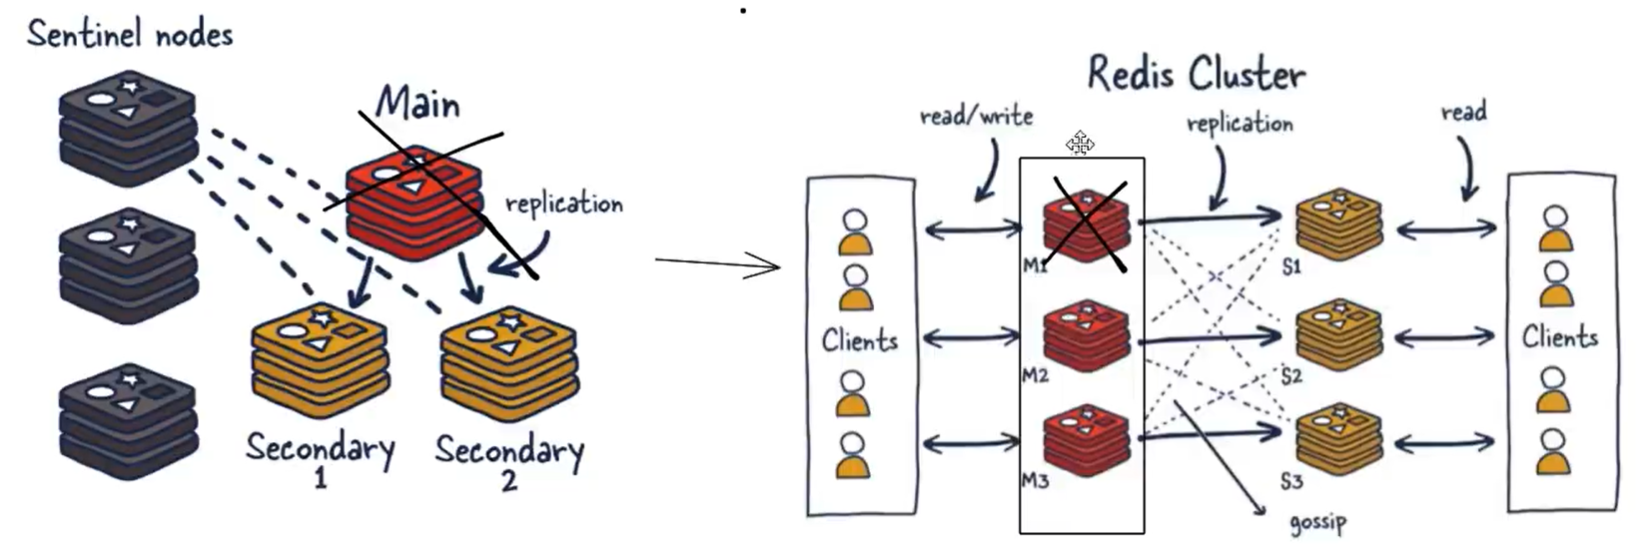 Sentinel nodes
Main
replication
Secondary
1
Secondary
2
Redis Cluster
read/write
replication
read
Clients
M1
M2
M3
S1
S2
S3
Clients
gossip